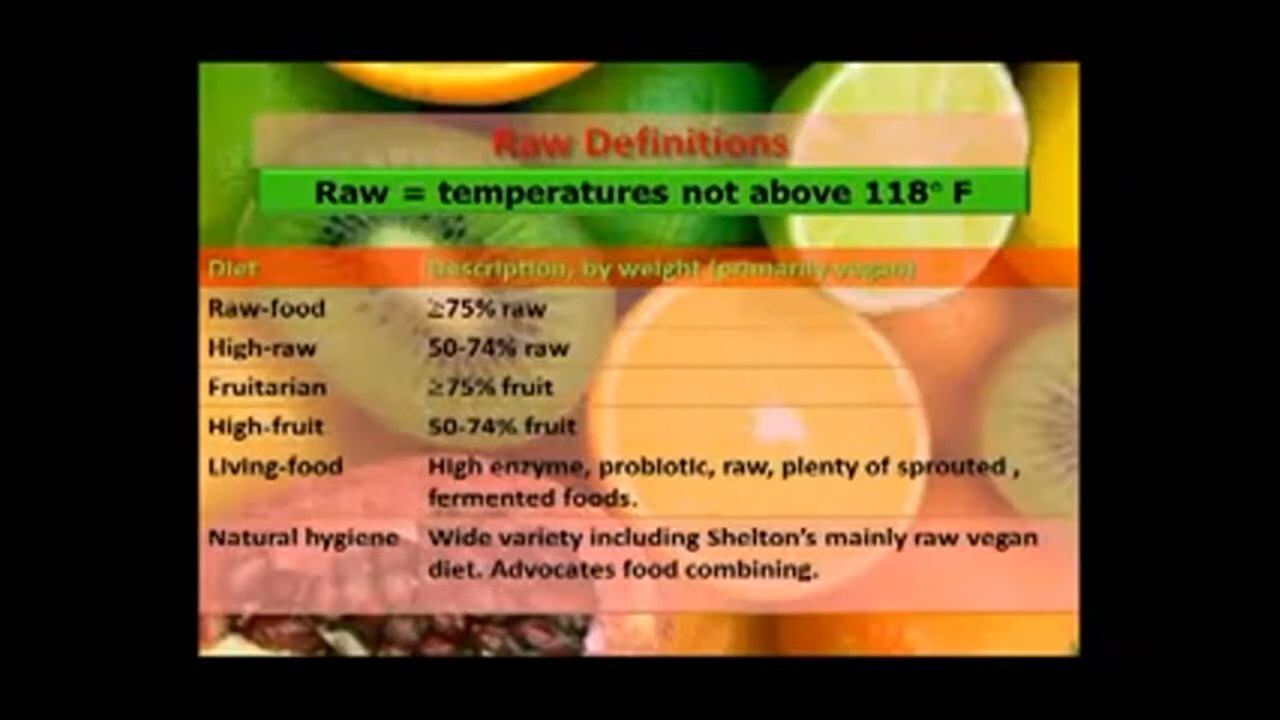 Raw Definitions
Raw = temperatures not above 118° F
Diet Description, by weight (primarily vegan)
Raw-food ≥75% raw
High-raw 50-74% raw
Fruitarian ≥75% fruit
High-fruit 50-74% fruit
Living-food High enzyme, probiotic, raw, plenty of sprouted ,
fermented foods.
Natural hygiene Wide variety including Shelton's mainly raw vegan
diet. Advocates food combining.